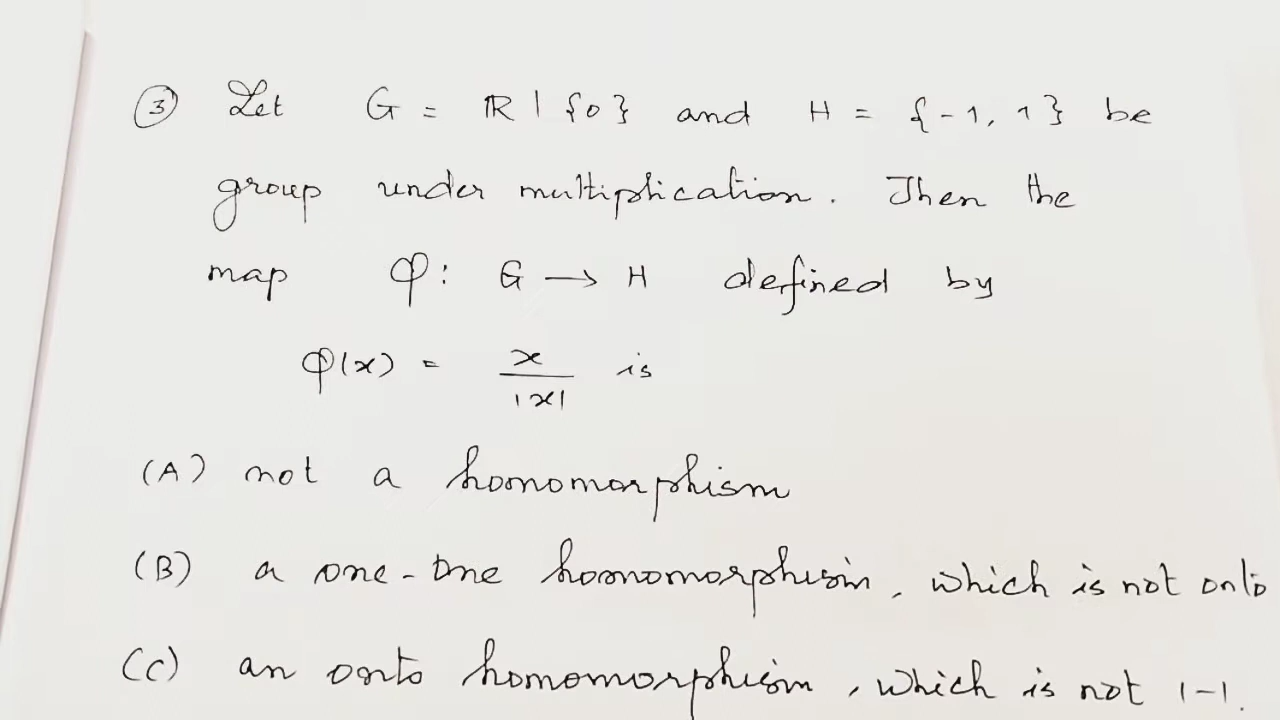 ③ Let G = ℝ | {0} and H = {-1, 1} be
group under multiplication. Then the
map φ: G → H defined by
φ(x) = x/|x| is
(A) not a homomorphism
(B) a one-one homomorphism, which is not onto
(C) an onto homomorphism, which is not 1-1.